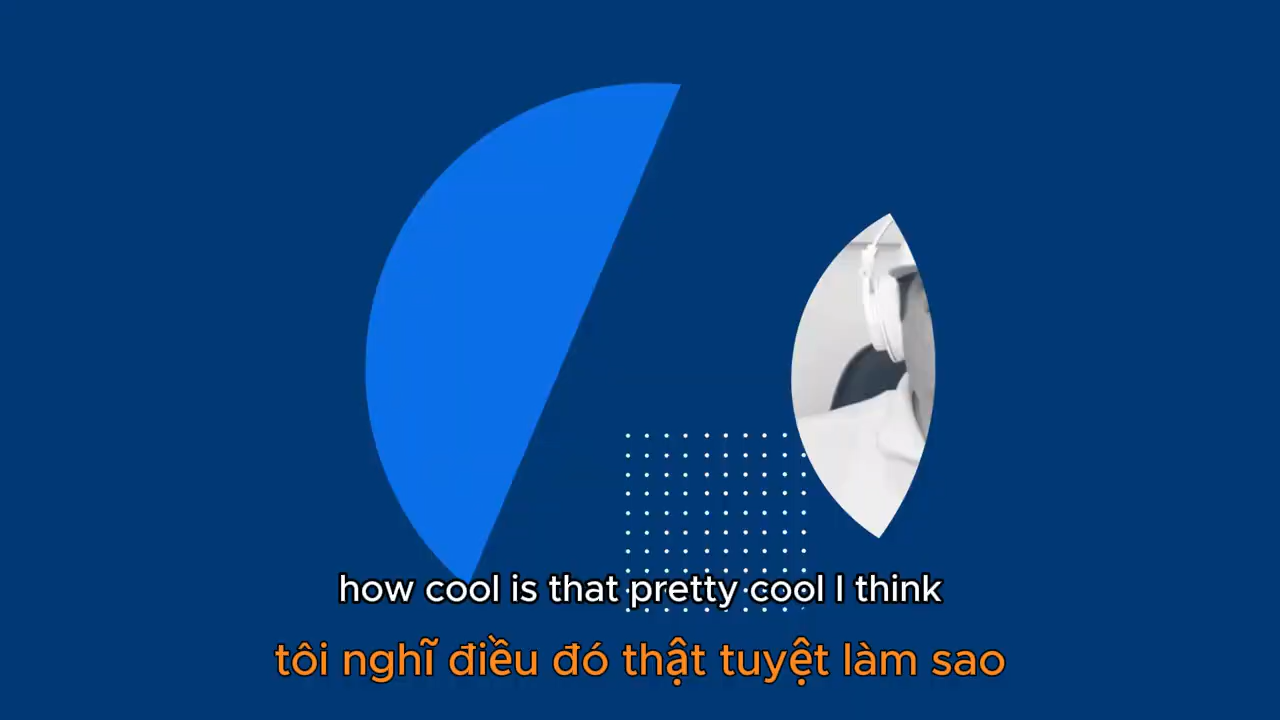 how cool is that pretty cool I think
tôi nghĩ điều đó thật tuyệt làm sao